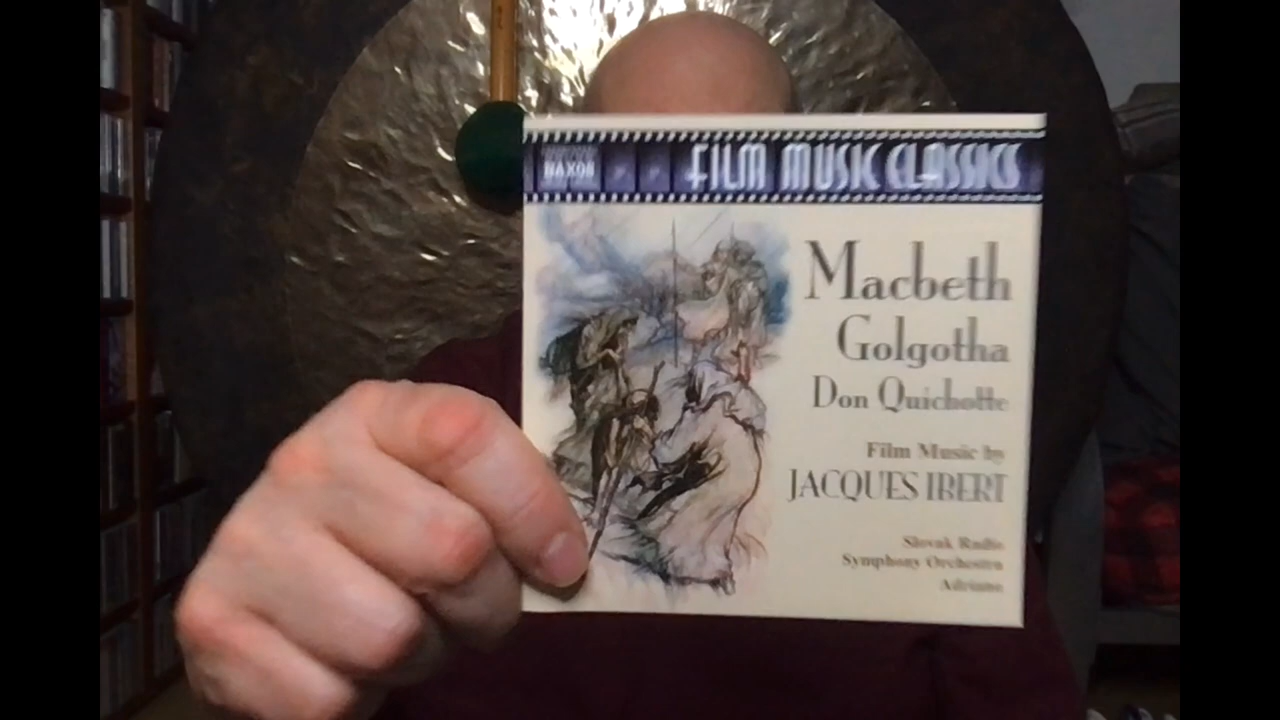 NAXOS
FILM MUSIC CLASSICS
Macbeth
Golgotha
Don Quichotte
Film Music by
JACQUES IBERT
Slovak Radio
Symphony Orchestra
Adriano